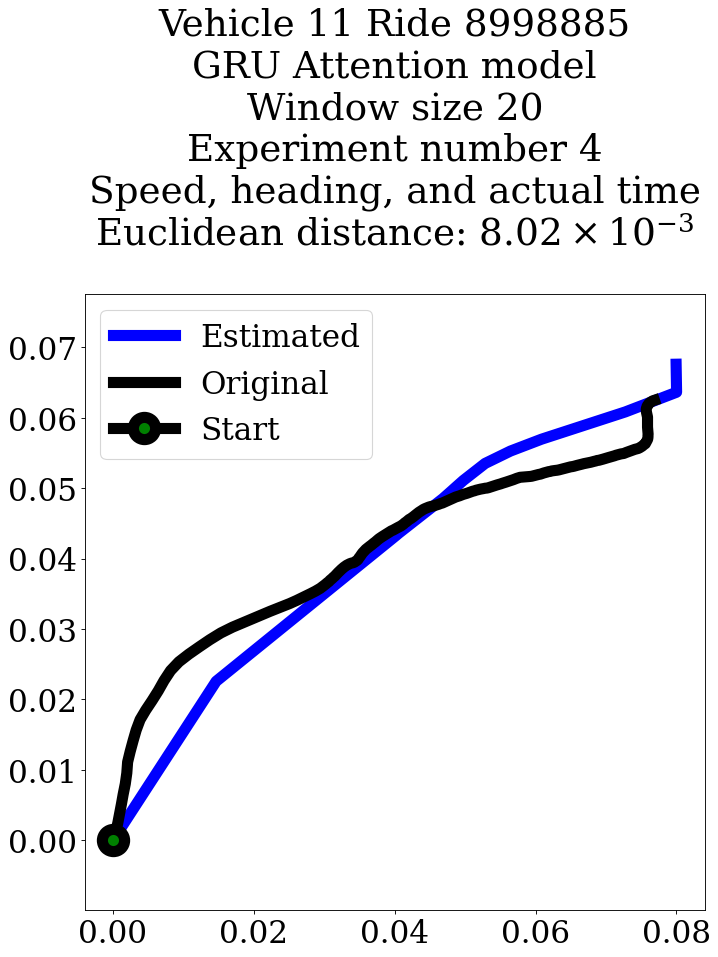 Vehicle 11 Ride 8998885
GRU Attention model
Window size 20
Experiment number 4
Speed, heading, and actual time
Euclidean distance: 8.02 × 10⁻³
Estimated
Original
Start
0.07
0.06
0.05
0.04
0.03
0.02
0.01
0.00
0.00 0.02 0.04 0.06 0.08